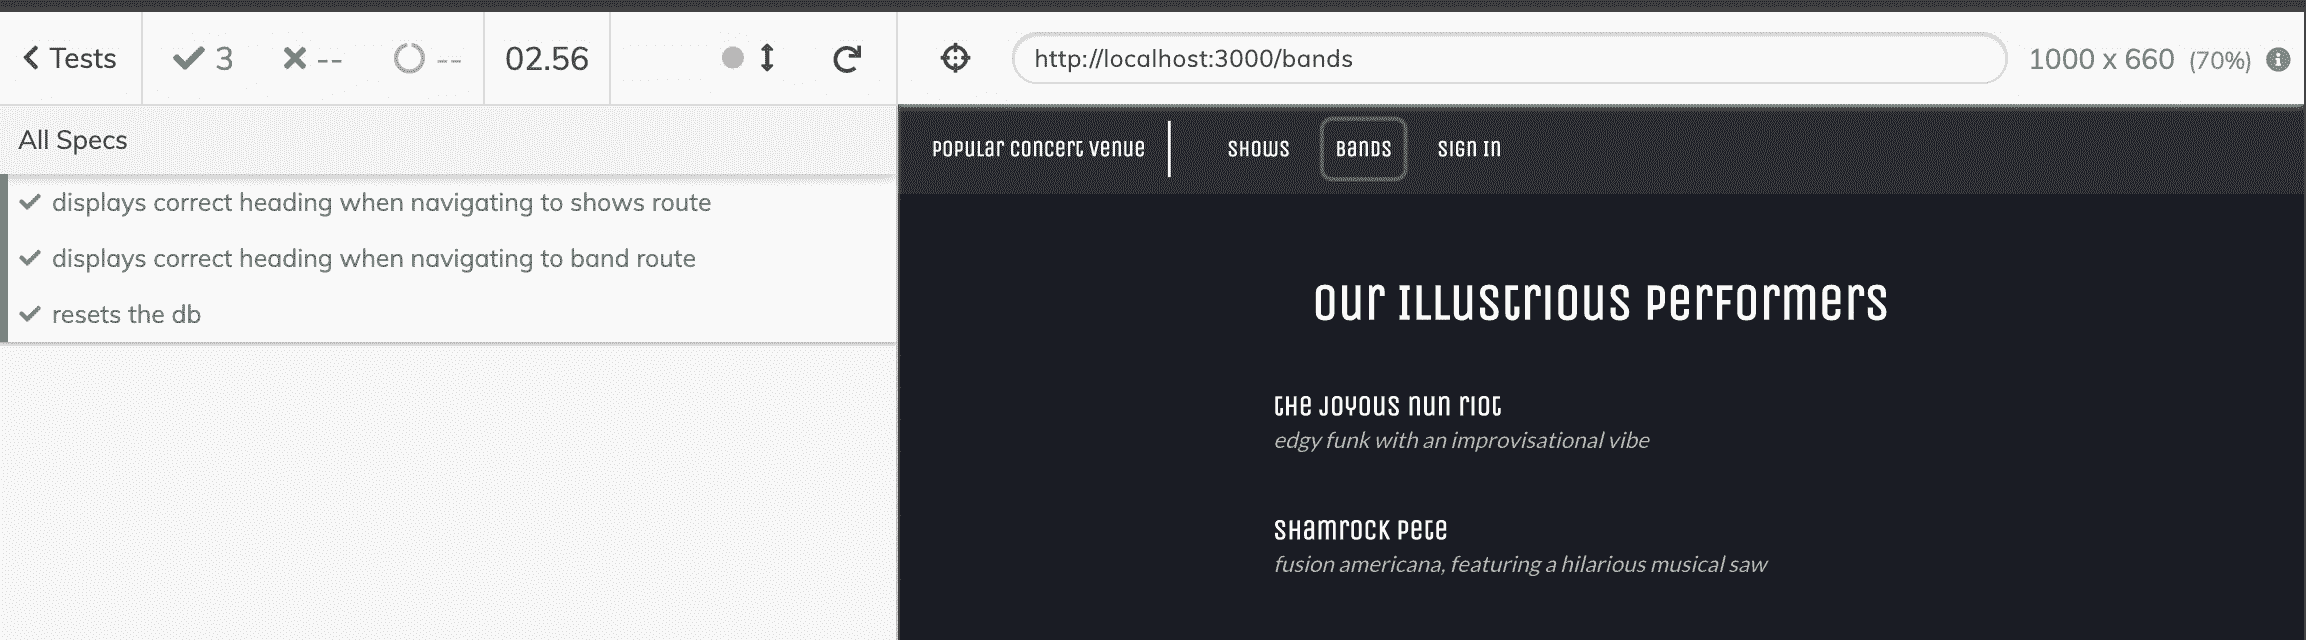 Tests 3 -- -- 02.56
All Specs
displays correct heading when navigating to shows route
displays correct heading when navigating to band route
resets the db
http://localhost:3000/bands 1000 x 660 (70%)
Popular Concert Venue Shows Bands Sign in
Our Illustrious Performers
The Joyous Nun Riot
edgy funk with an improvisational vibe
Shamrock Pete
fusion americana, featuring a hilarious musical saw